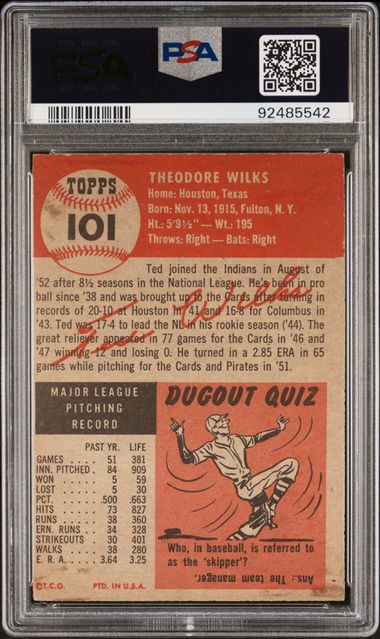 PSA
PSA
92485542
TOPPS
101
THEODORE WILKS
Home: Houston, Texas
Born: Nov. 13, 1915, Fulton, N. Y.
Ht.: 5'9½" — Wt.: 195
Throws: Right — Bats: Right
Ted joined the Indians in August of
'52 after 8½ seasons in the National League. He's been in pro
ball since '38 and was brought up to the Cards after turning in
records of 20-10 at Houston in '41 and 16-8 for Columbus in
'43. Ted was 17-4 to lead the NL in his rookie season ('44). The
great reliever appeared in 77 games for the Cards in '46 and
'47 winning 12 and losing 0. He turned in a 2.85 ERA in 65
games while pitching for the Cards and Pirates in '51.
Ted Wilks
MAJOR LEAGUE
PITCHING
RECORD
PAST YR. LIFE
GAMES 51 381
INN. PITCHED 84 909
WON 5 59
LOST 5 30
PCT. .500 .663
HITS 73 827
RUNS 38 380
ERN. RUNS 34 328
STRIKEOUTS 30 401
WALKS 38 280
E. R. A. 3.64 3.25
©T.C.G. PTD. IN U.S.A.
DUGOUT QUIZ
Who, in baseball, is referred to
as the 'skipper'?
Ans.: The team manager.